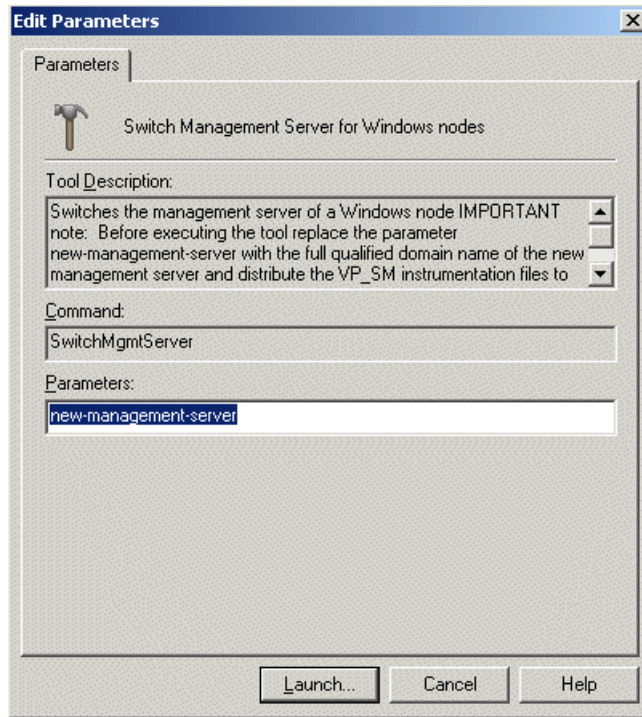 Edit Parameters
Parameters
Switch Management Server for Windows nodes
Tool Description:
Switches the management server of a Windows node IMPORTANT
note:  Before executing the tool replace the parameter
new-management-server with the full qualified domain name of the new
management server and distribute the VP_SM instrumentation files to
Command:
SwitchMgmtServer
Parameters:
new-management-server
Launch...
Cancel
Help